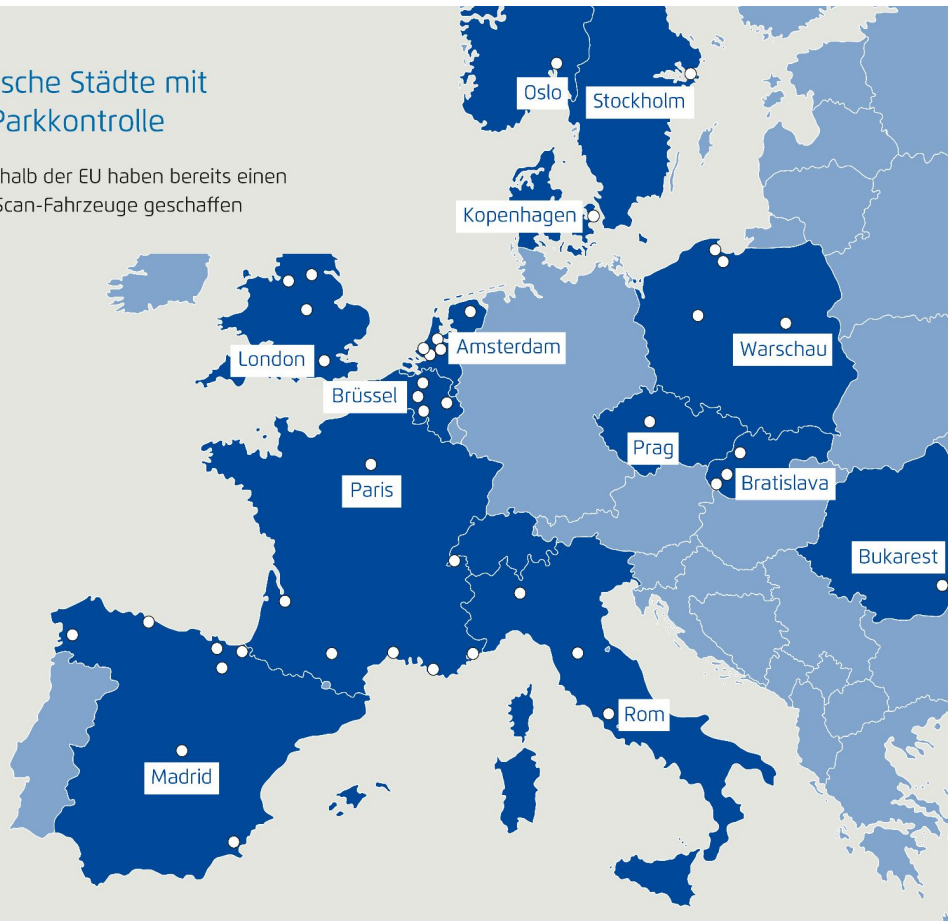 sche Städte mit
Parkkontrolle
halb der EU haben bereits einen
Scan-Fahrzeuge geschaffen
Oslo
Stockholm
Kopenhagen
London
Amsterdam
Warschau
Brüssel
Prag
Paris
Bratislava
Bukarest
Rom
Madrid